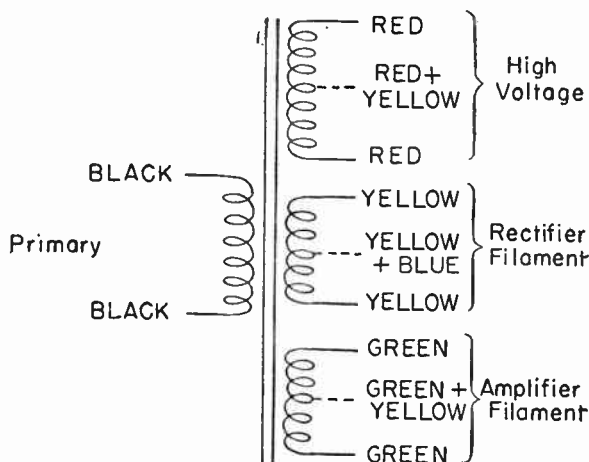 RED
RED+
YELLOW
RED
High
Voltage
BLACK
Primary
BLACK
YELLOW
YELLOW
+ BLUE
YELLOW
Rectifier
Filament
GREEN
GREEN +
YELLOW
GREEN
Amplifier
Filament